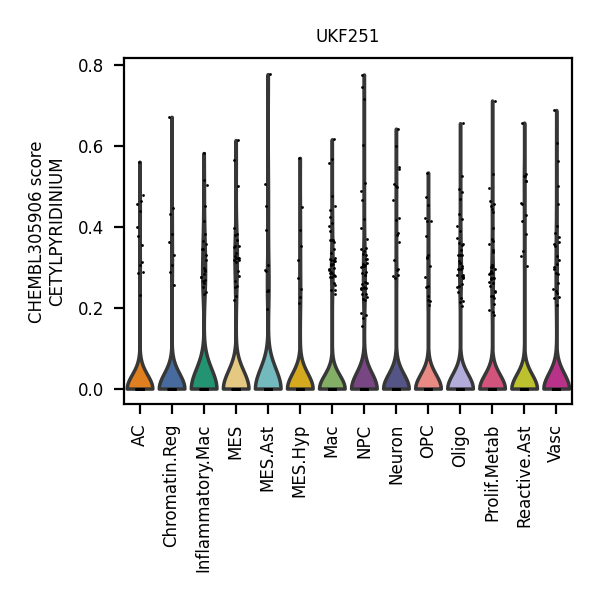 UKF251
CHEMBL305906 score
CETYLPYRIDINIUM
0.8
0.6
0.4
0.2
0.0
AC
Chromatin.Reg
Inflammatory.Mac
MES
MES.Ast
MES.Hyp
Mac
NPC
Neuron
OPC
Oligo
Prolif.Metab
Reactive.Ast
Vasc